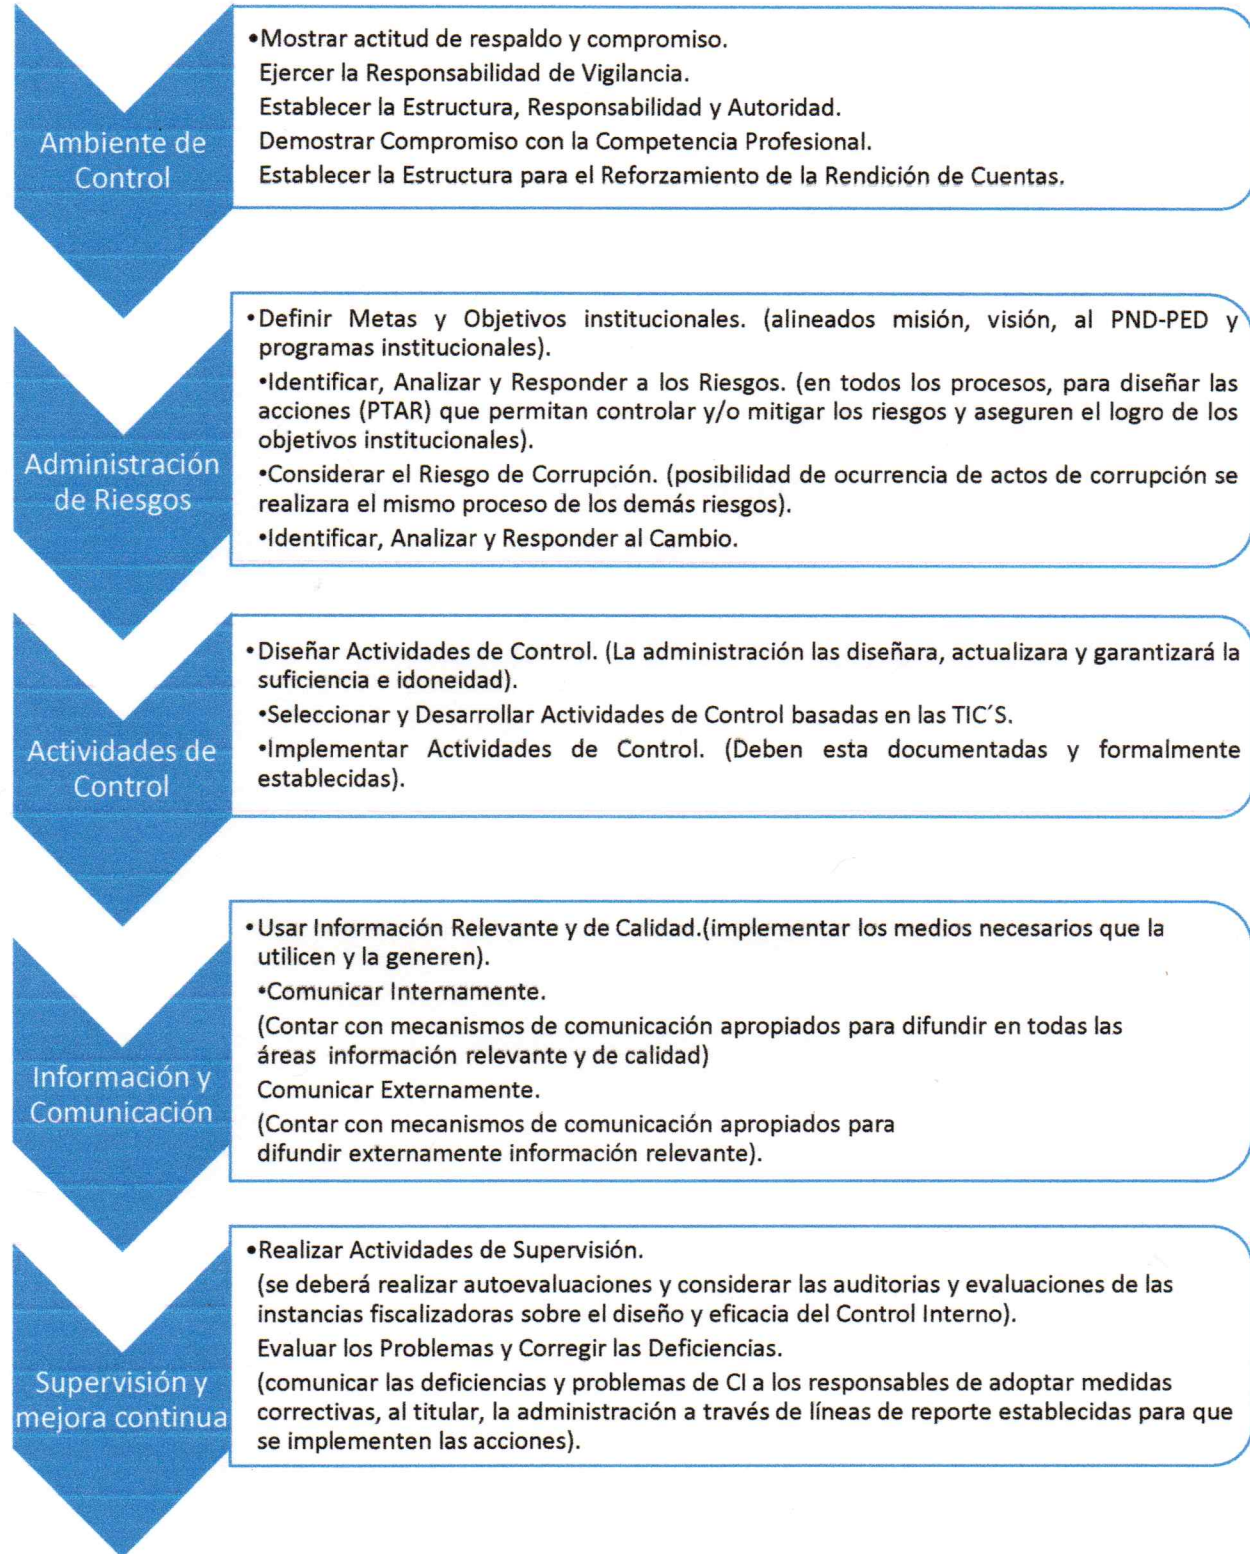 Ambiente de
Control
•Mostrar actitud de respaldo y compromiso.
Ejercer la Responsabilidad de Vigilancia.
Establecer la Estructura, Responsabilidad y Autoridad.
Demostrar Compromiso con la Competencia Profesional.
Establecer la Estructura para el Reforzamiento de la Rendición de Cuentas.
Administración
de Riesgos
•Definir Metas y Objetivos institucionales. (alineados misión, visión, al PND-PED y
programas institucionales).
•Identificar, Analizar y Responder a los Riesgos. (en todos los procesos, para diseñar las
acciones (PTAR) que permitan controlar y/o mitigar los riesgos y aseguren el logro de los
objetivos institucionales).
•Considerar el Riesgo de Corrupción. (posibilidad de ocurrencia de actos de corrupción se
realizara el mismo proceso de los demás riesgos).
•Identificar, Analizar y Responder al Cambio.
Actividades de
Control
•Diseñar Actividades de Control. (La administración las diseñara, actualizara y garantizará la
suficiencia e idoneidad).
•Seleccionar y Desarrollar Actividades de Control basadas en las TIC´S.
•Implementar Actividades de Control. (Deben esta documentadas y formalmente
establecidas).
Información y
Comunicación
•Usar Información Relevante y de Calidad.(implementar los medios necesarios que la
utilicen y la generen).
•Comunicar Internamente.
(Contar con mecanismos de comunicación apropiados para difundir en todas las
áreas información relevante y de calidad)
Comunicar Externamente.
(Contar con mecanismos de comunicación apropiados para
difundir externamente información relevante).
Supervisión y
mejora continua
•Realizar Actividades de Supervisión.
(se deberá realizar autoevaluaciones y considerar las auditorias y evaluaciones de las
instancias fiscalizadoras sobre el diseño y eficacia del Control Interno).
Evaluar los Problemas y Corregir las Deficiencias.
(comunicar las deficiencias y problemas de CI a los responsables de adoptar medidas
correctivas, al titular, la administración a través de líneas de reporte establecidas para que
se implementen las acciones).